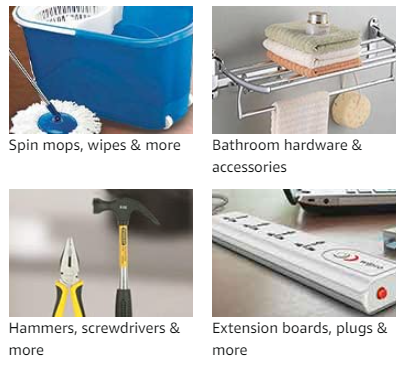 Spin mops, wipes & more
Bathroom hardware &
accessories
Hammers, screwdrivers &
more
Extension boards, plugs &
more